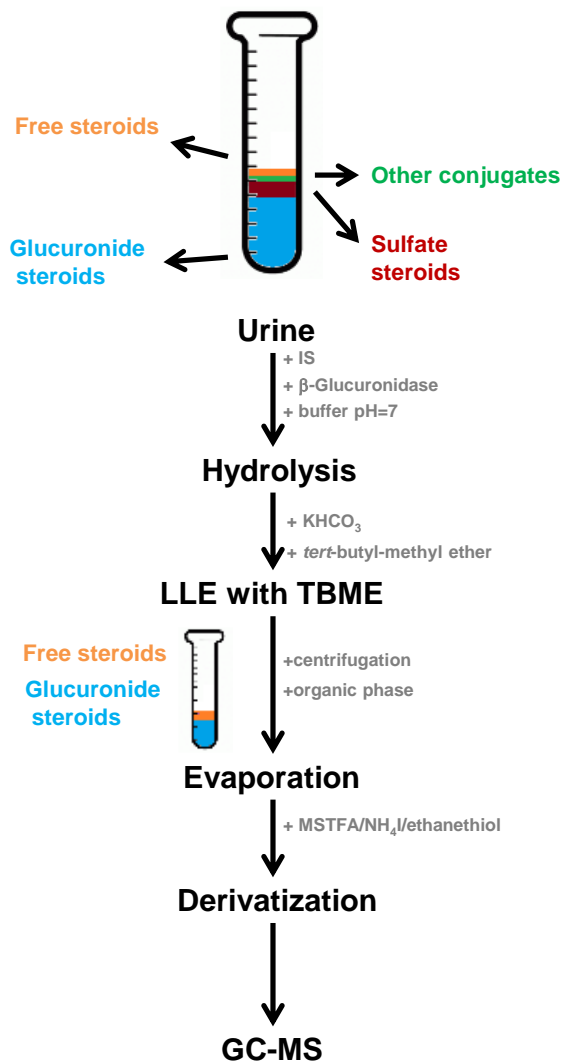 Free steroids
Other conjugates
Glucuronide
steroids
Sulfate
steroids
Urine
+ IS
+ β-Glucuronidase
+ buffer pH=7
Hydrolysis
+ KHCO₃
+ tert-butyl-methyl ether
LLE with TBME
Free steroids
Glucuronide
steroids
+centrifugation
+organic phase
Evaporation
+ MSTFA/NH₄I/ethanethiol
Derivatization
GC-MS